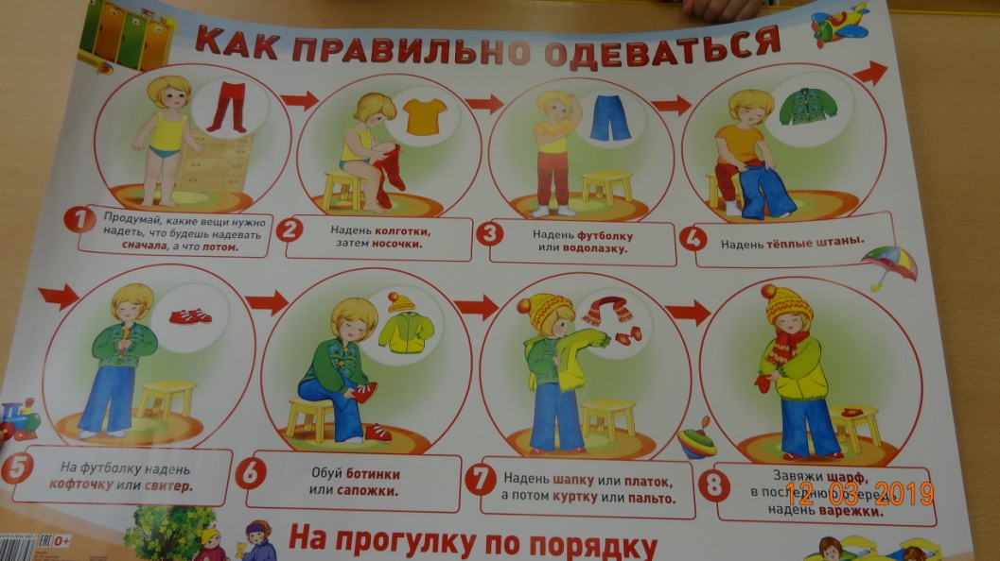 КАК ПРАВИЛЬНО ОДЕВАТЬСЯ
1
Продумай, какие вещи нужно
надеть, что будешь надевать
сначала, а что потом.
2
Надень колготки,
затем носочки.
3
Надень футболку
или водолазку.
4
Надень тёплые штаны.
5
На футболку надень
кофточку или свитер.
6
Обуй ботинки
или сапожки.
7
Надень шапку или платок,
а потом куртку или пальто.
8
Завяжи шарф,
в последнюю очередь
надень варежки.
12 03 2019
На прогулку по порядку
EAC 0+